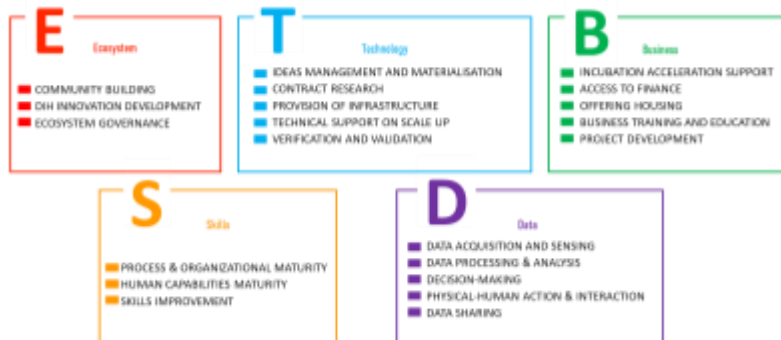 E
Ecosystem
COMMUNITY BUILDING
DIH INNOVATION DEVELOPMENT
ECOSYSTEM GOVERNANCE
T
Technology
IDEAS MANAGEMENT AND MATERIALISATION
CONTRACT RESEARCH
PROVISION OF INFRASTRUCTURE
TECHNICAL SUPPORT ON SCALE UP
VERIFICATION AND VALIDATION
B
Business
INCUBATION ACCELERATION SUPPORT
ACCESS TO FINANCE
OFFERING HOUSING
BUSINESS TRAINING AND EDUCATION
PROJECT DEVELOPMENT
S
Skills
PROCESS & ORGANIZATIONAL MATURITY
HUMAN CAPABILITIES MATURITY
SKILLS IMPROVEMENT
D
Data
DATA ACQUISITION AND SENSING
DATA PROCESSING & ANALYSIS
DECISION-MAKING
PHYSICAL-HUMAN ACTION & INTERACTION
DATA SHARING